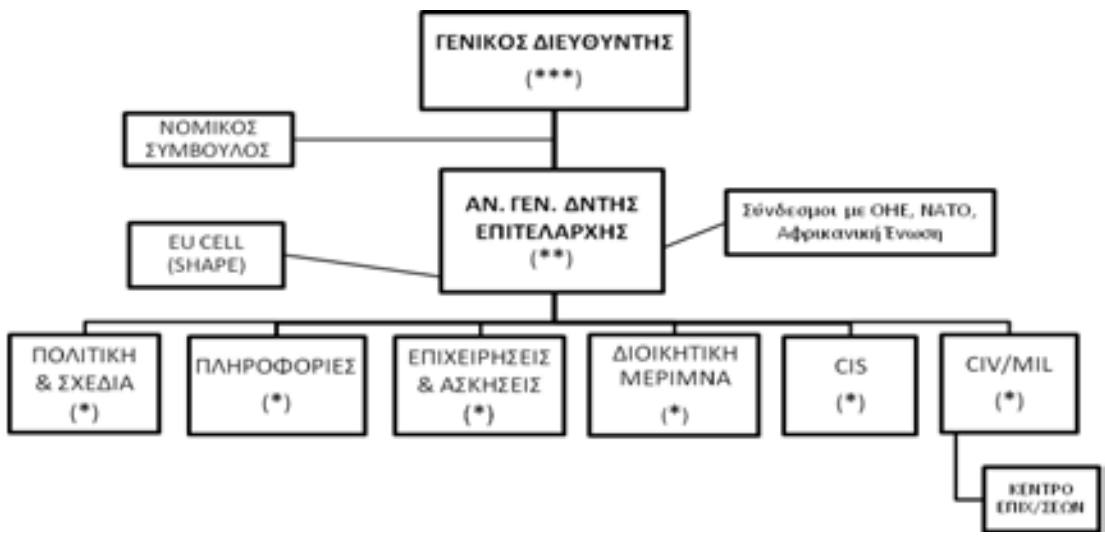 ΓΕΝΙΚΟΣ ΔΙΕΥΘΥΝΤΗΣ
(***)
ΝΟΜΙΚΟΣ
ΣΥΜΒΟΥΛΟΣ
ΑΝ. ΓΕΝ. ΔΝΤΗΣ
ΕΠΙΤΕΛΑΡΧΗΣ
(**)
Σύνδεσμοι με ΟΗΕ, ΝΑΤΟ,
Αφρικανική Ένωση
EU CELL
(SHAPE)
ΠΟΛΙΤΙΚΗ
& ΣΧΕΔΙΑ
(*)
ΠΛΗΡΟΦΟΡΙΕΣ
(*)
ΕΠΙΧΕΙΡΗΣΕΙΣ
& ΑΣΚΗΣΕΙΣ
(*)
ΔΙΟΙΚΗΤΙΚΗ
ΜΕΡΙΜΝΑ
(*)
CIS
(*)
CIV/MIL
(*)
ΚΕΝΤΡΟ
ΕΠΙΧ/ΣΕΩΝ